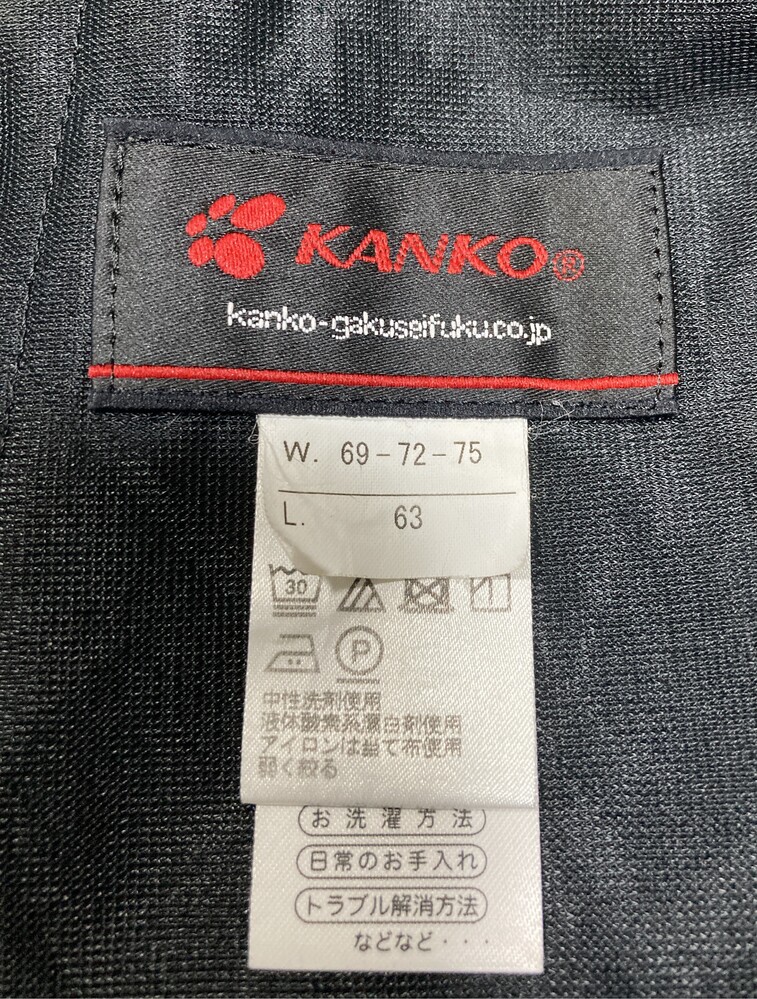 KANKO®
kanko-gakuseifuku.co.jp
W. 69-72-75
L. 63
30
P
中性洗剤使用
液体酸素系漂白剤使用
アイロンは当て布使用
弱く絞る
お洗濯方法
日常のお手入れ
トラブル解消方法
などなど・・・